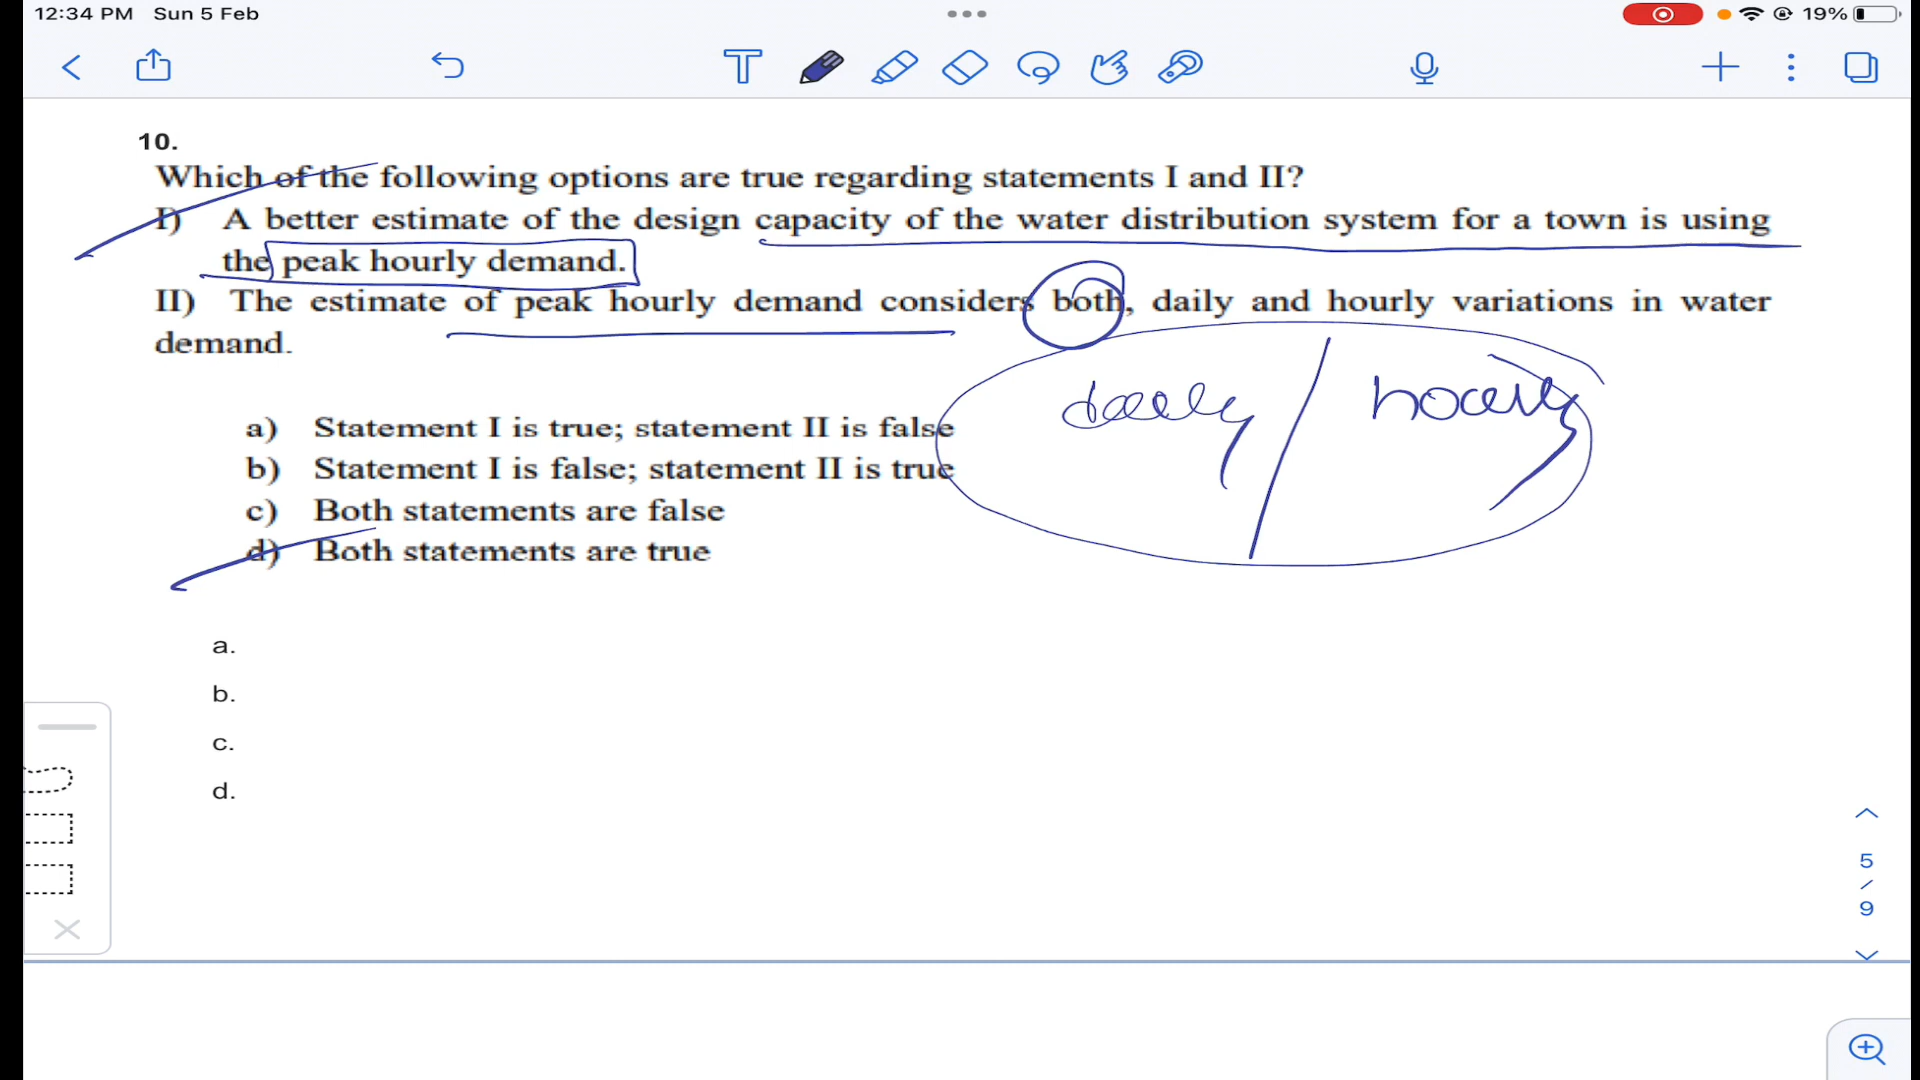 12:34 PM Sun 5 Feb
19%
10.
Which of the following options are true regarding statements I and II?
I) A better estimate of the design capacity of the water distribution system for a town is using
the peak hourly demand.
II) The estimate of peak hourly demand considers both, daily and hourly variations in water
demand.
daily / hourly
a) Statement I is true; statement II is false
b) Statement I is false; statement II is true
c) Both statements are false
d) Both statements are true
a.
b.
c.
d.
5
/
9